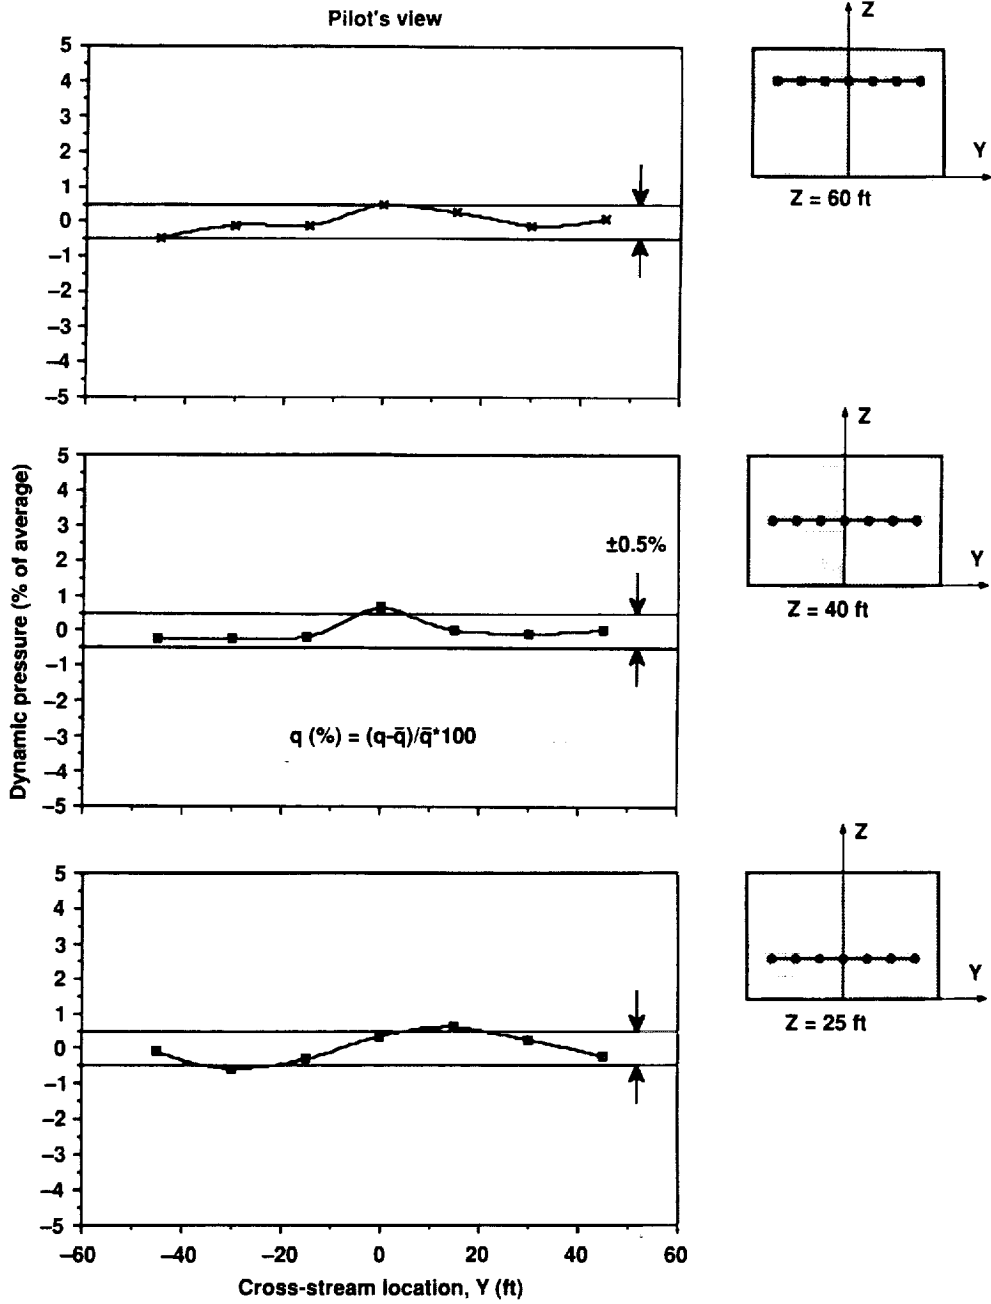 Pilot's view
5
4
3
2
1
0
–1
–2
–3
–4
–5
Z
Y
Z = 60 ft
Dynamic pressure (% of average)
5
4
3
2
1
0
–1
–2
–3
–4
–5
±0.5%
q (%) = (q-q̄)/q̄*100
Z
Y
Z = 40 ft
5
4
3
2
1
0
–1
–2
–3
–4
–5
–60 –40 –20 0 20 40 60
Cross-stream location, Y (ft)
Z
Y
Z = 25 ft